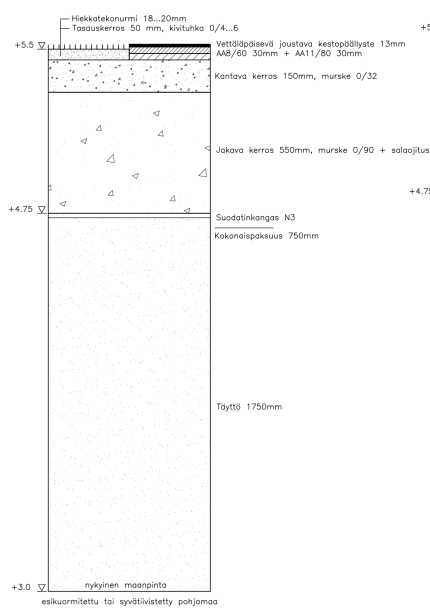 Hiekkatekonurmi 18...20mm
Tasauskerros 50 mm, kivituhka 0/4...6
+5.5
Vettäläpäisevä joustava kestopäällyste 13mm
AA8/60 30mm + AA11/80 30mm
Kantava kerros 150mm, murske 0/32
Jakava kerros 550mm, murske 0/90 + salaojitus
+4.75
+4.75
Suodatinkangas N3
Kokonaispaksuus 750mm
Täyttö 1750mm
+3.0
nykyinen maanpinta
esikuormitettu tai syvätiivistetty pohjamaa